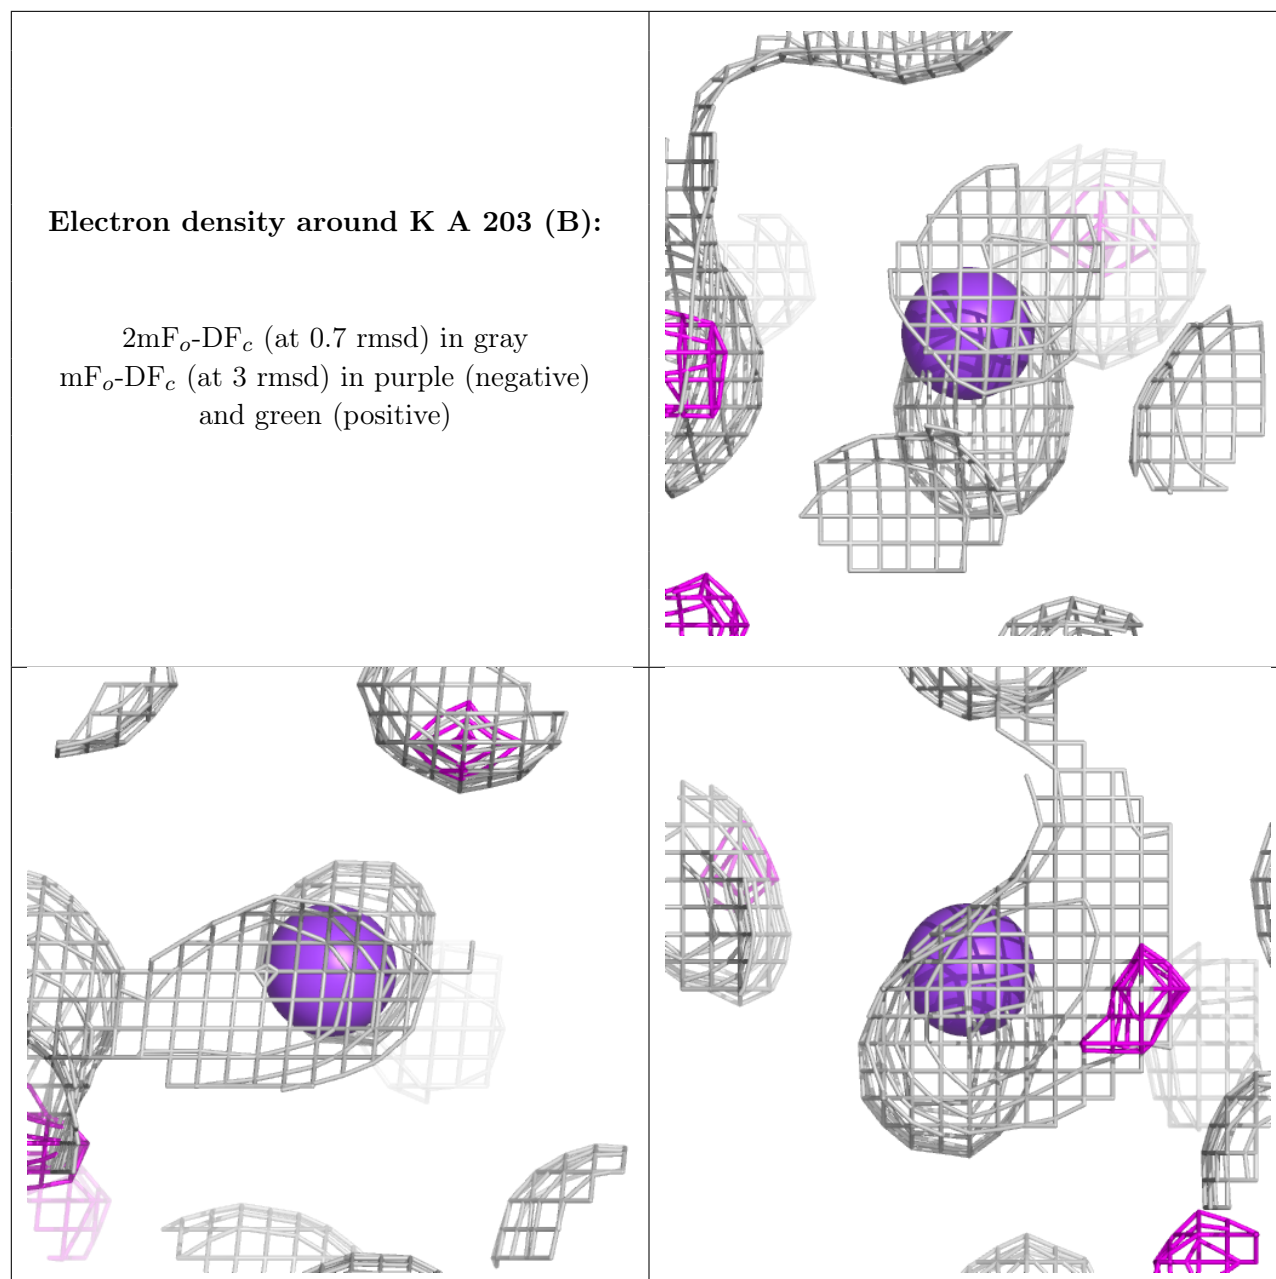 Electron density around K A 203 (B):
2mFo-DFc (at 0.7 rmsd) in gray
mFo-DFc (at 3 rmsd) in purple (negative)
and green (positive)